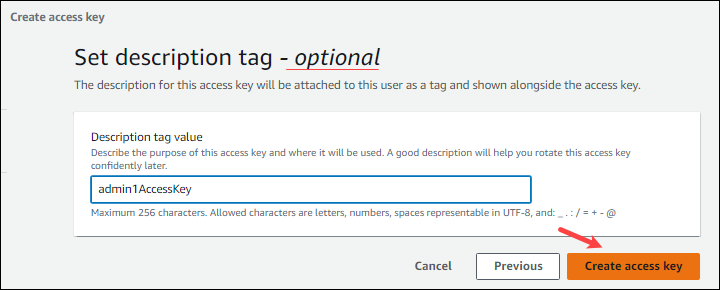 Create access key
Set description tag - optional
The description for this access key will be attached to this user as a tag and shown alongside the access key.
Description tag value
Describe the purpose of this access key and where it will be used. A good description will help you rotate this access key
confidently later.
admin1AccessKey
Maximum 256 characters. Allowed characters are letters, numbers, spaces representable in UTF-8, and: _ . : / = + - @
Cancel
Previous
Create access key